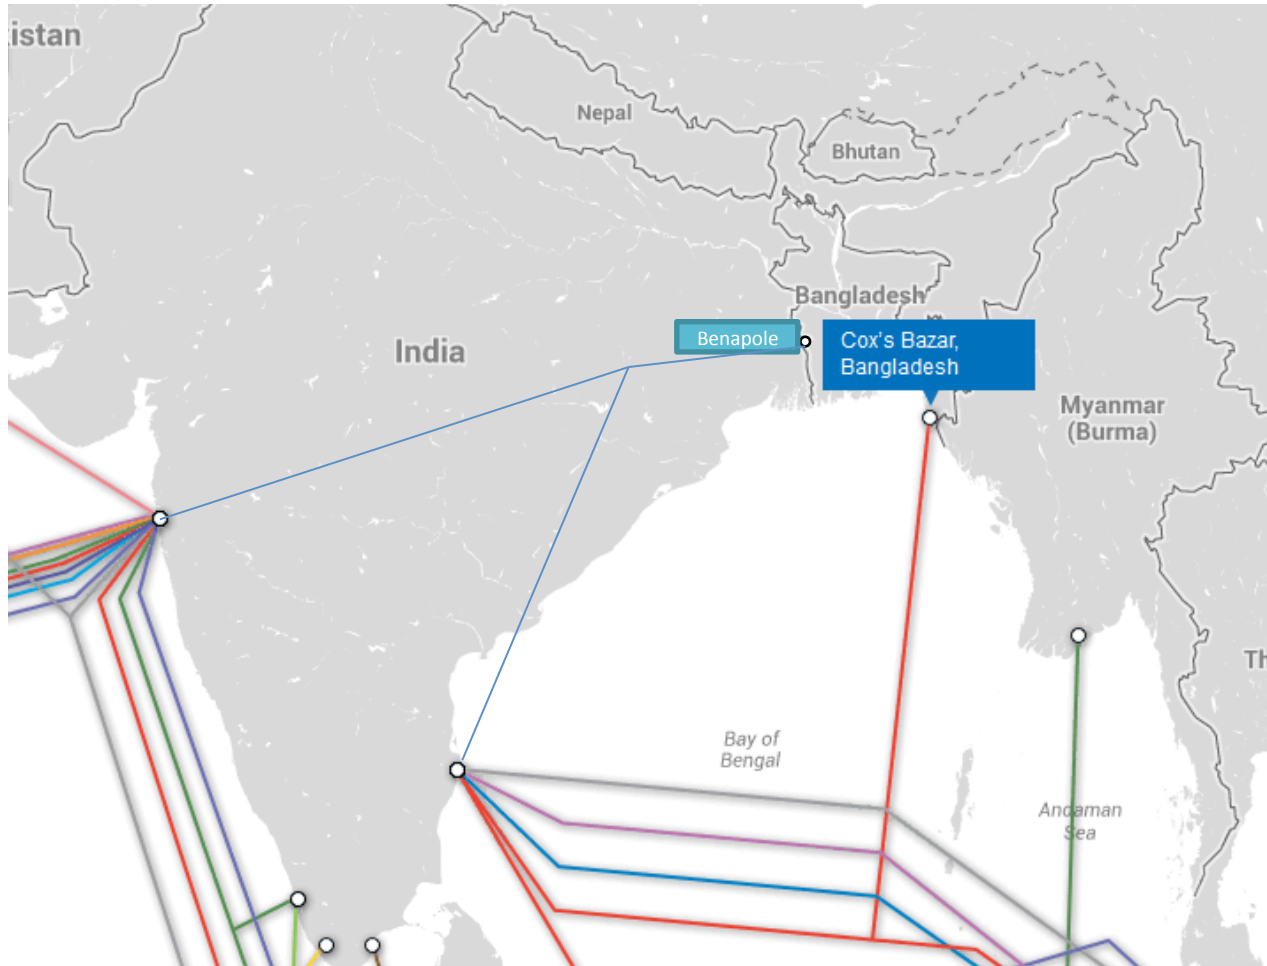 istan
Nepal
Bhutan
Bangladesh
Benapole
Cox's Bazar,
Bangladesh
India
Myanmar
(Burma)
Th
Bay of
Bengal
Andaman
Sea